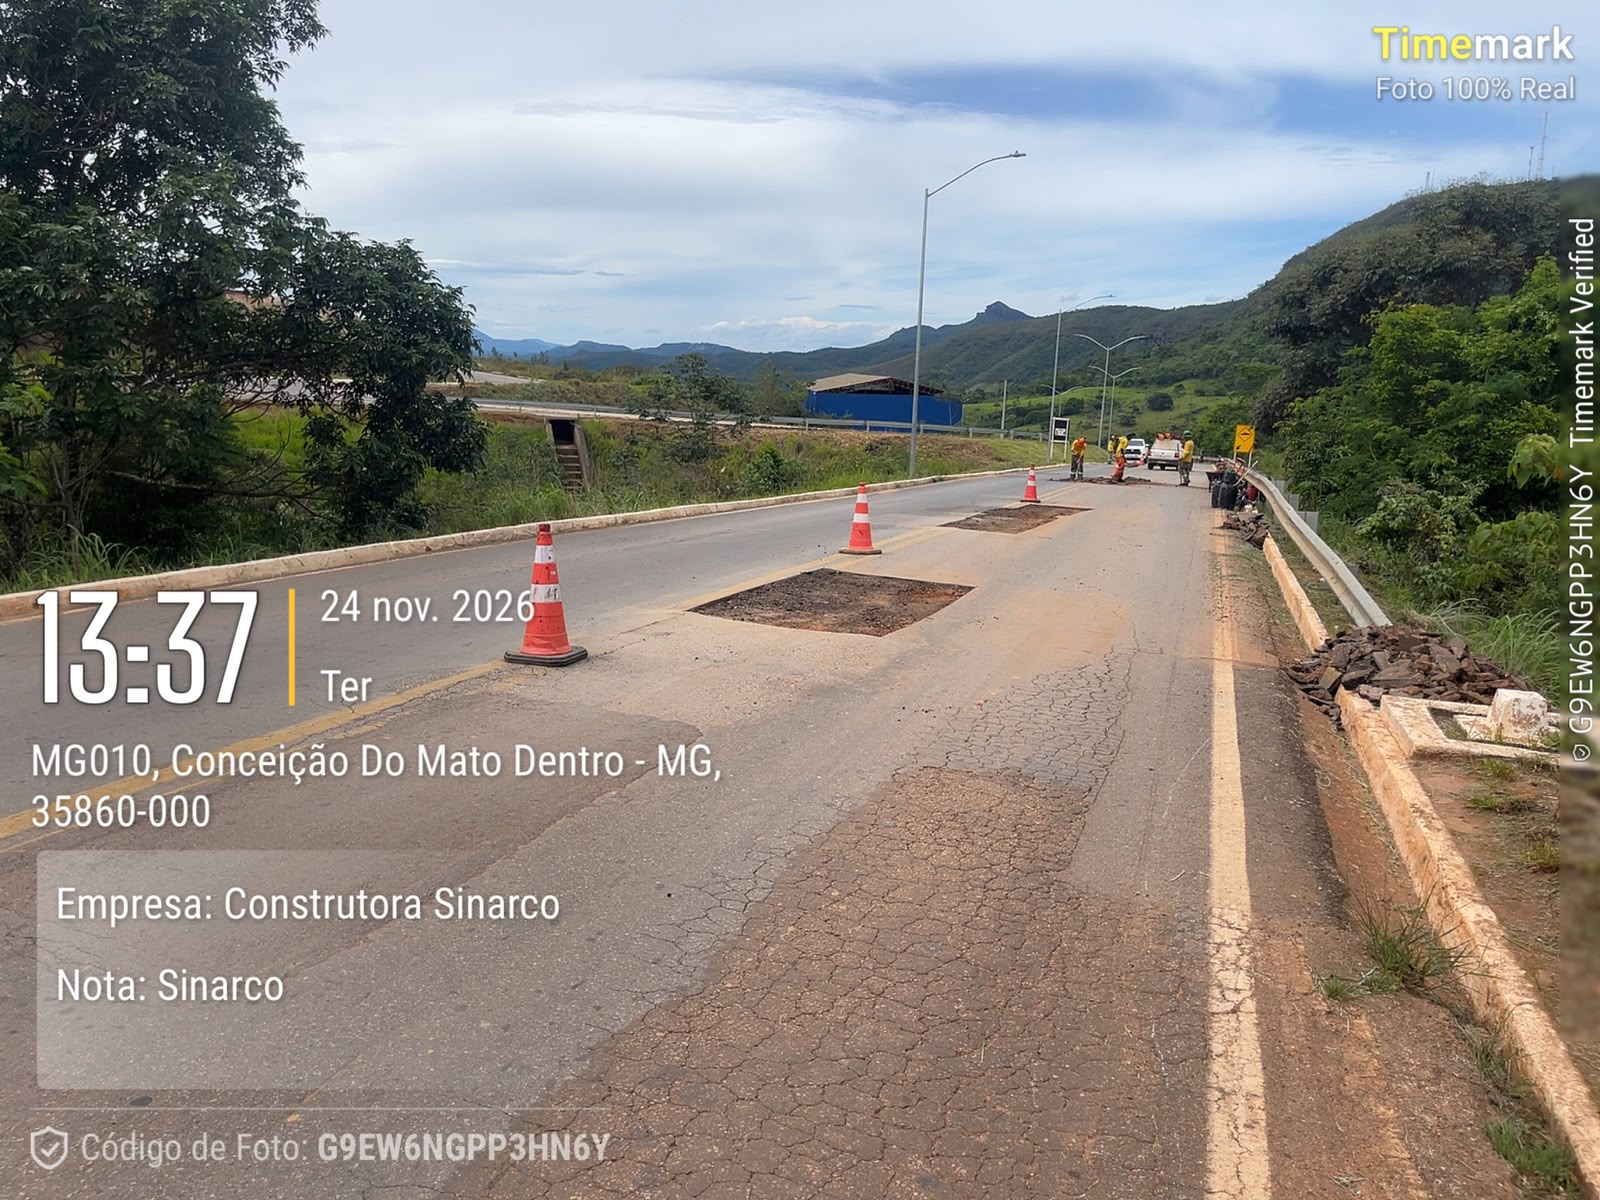 Timemark
Foto 100% Real
G9EW6NGPP3HN6Y Timemark Verified
13:37
24 nov. 2026
Ter
MG010, Conceição Do Mato Dentro - MG,
35860-000
Empresa: Construtora Sinarco
Nota: Sinarco
Código de Foto: G9EW6NGPP3HN6Y